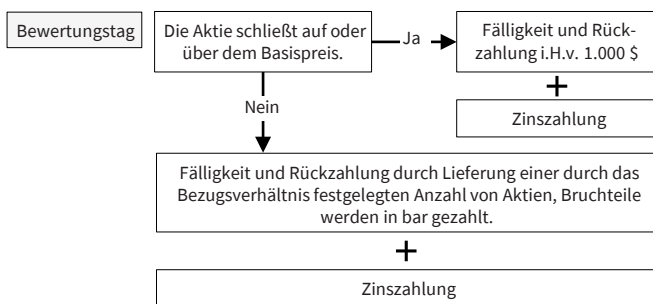 Bewertungstag
Die Aktie schließt auf oder
über dem Basispreis.
Ja
Fälligkeit und Rück-
zahlung i.H.v. 1.000 $
+
Zinszahlung
Nein
Fälligkeit und Rückzahlung durch Lieferung einer durch das
Bezugsverhältnis festgelegten Anzahl von Aktien, Bruchteile
werden in bar gezahlt.
+
Zinszahlung